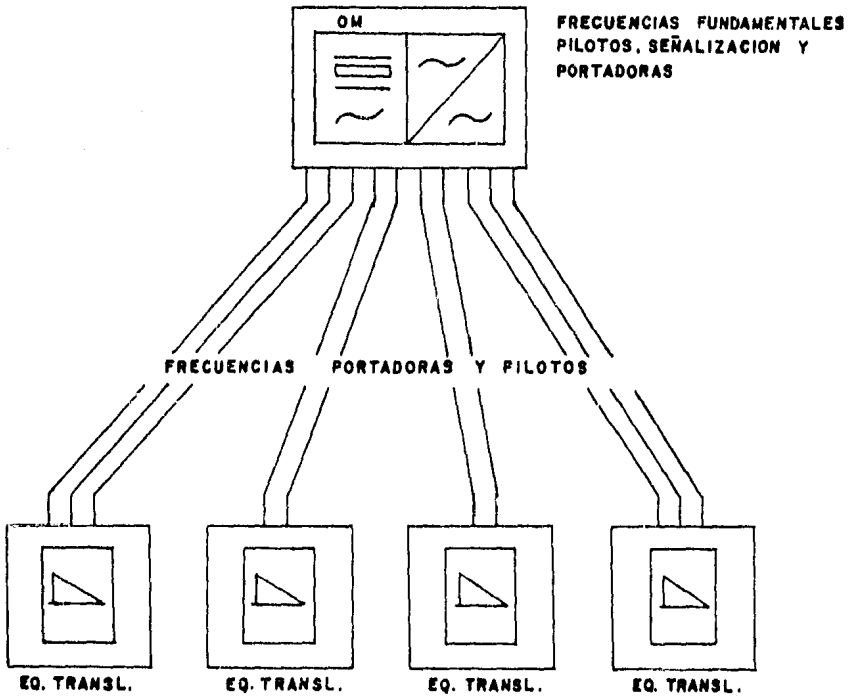 OM
FRECUENCIAS FUNDAMENTALES
PILOTOS, SEÑALIZACION Y
PORTADORAS
FRECUENCIAS PORTADORAS Y PILOTOS
EQ. TRANSL.
EQ. TRANSL.
EQ. TRANSL.
EQ. TRANSL.